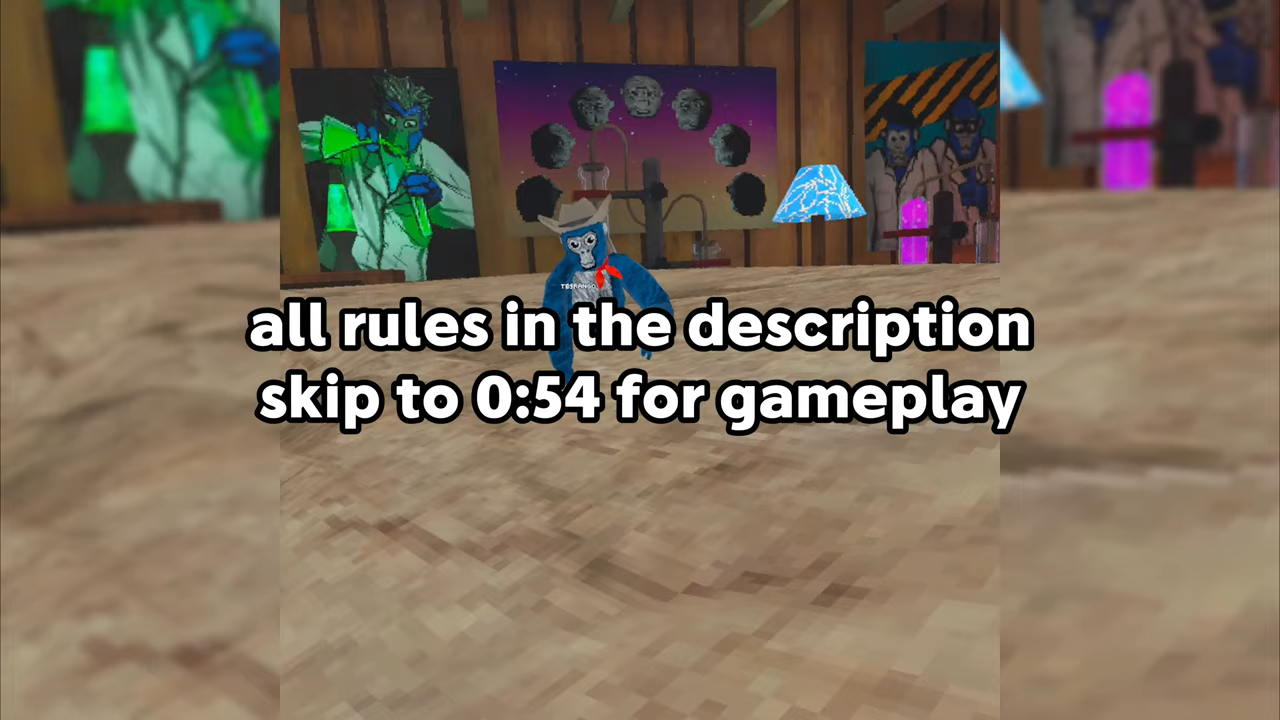 all rules in the description
skip to 0:54 for gameplay